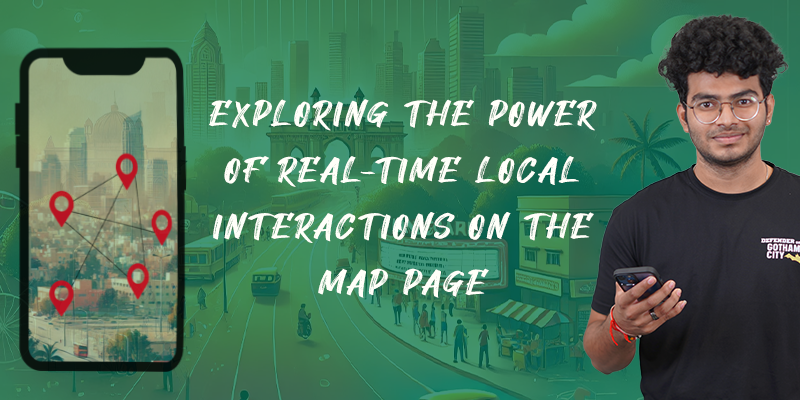 EXPLORING THE POWER
OF REAL-TIME LOCAL
INTERACTIONS ON THE
MAP PAGE
DEFENDER
GOTHAM
CITY